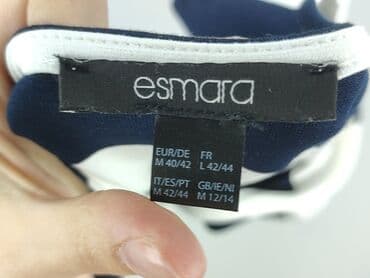 esmara
EUR/DE FR
M 40/42 L 42/44
IT/ES/PT GB/IE/NI
M 42/44 M 12/14